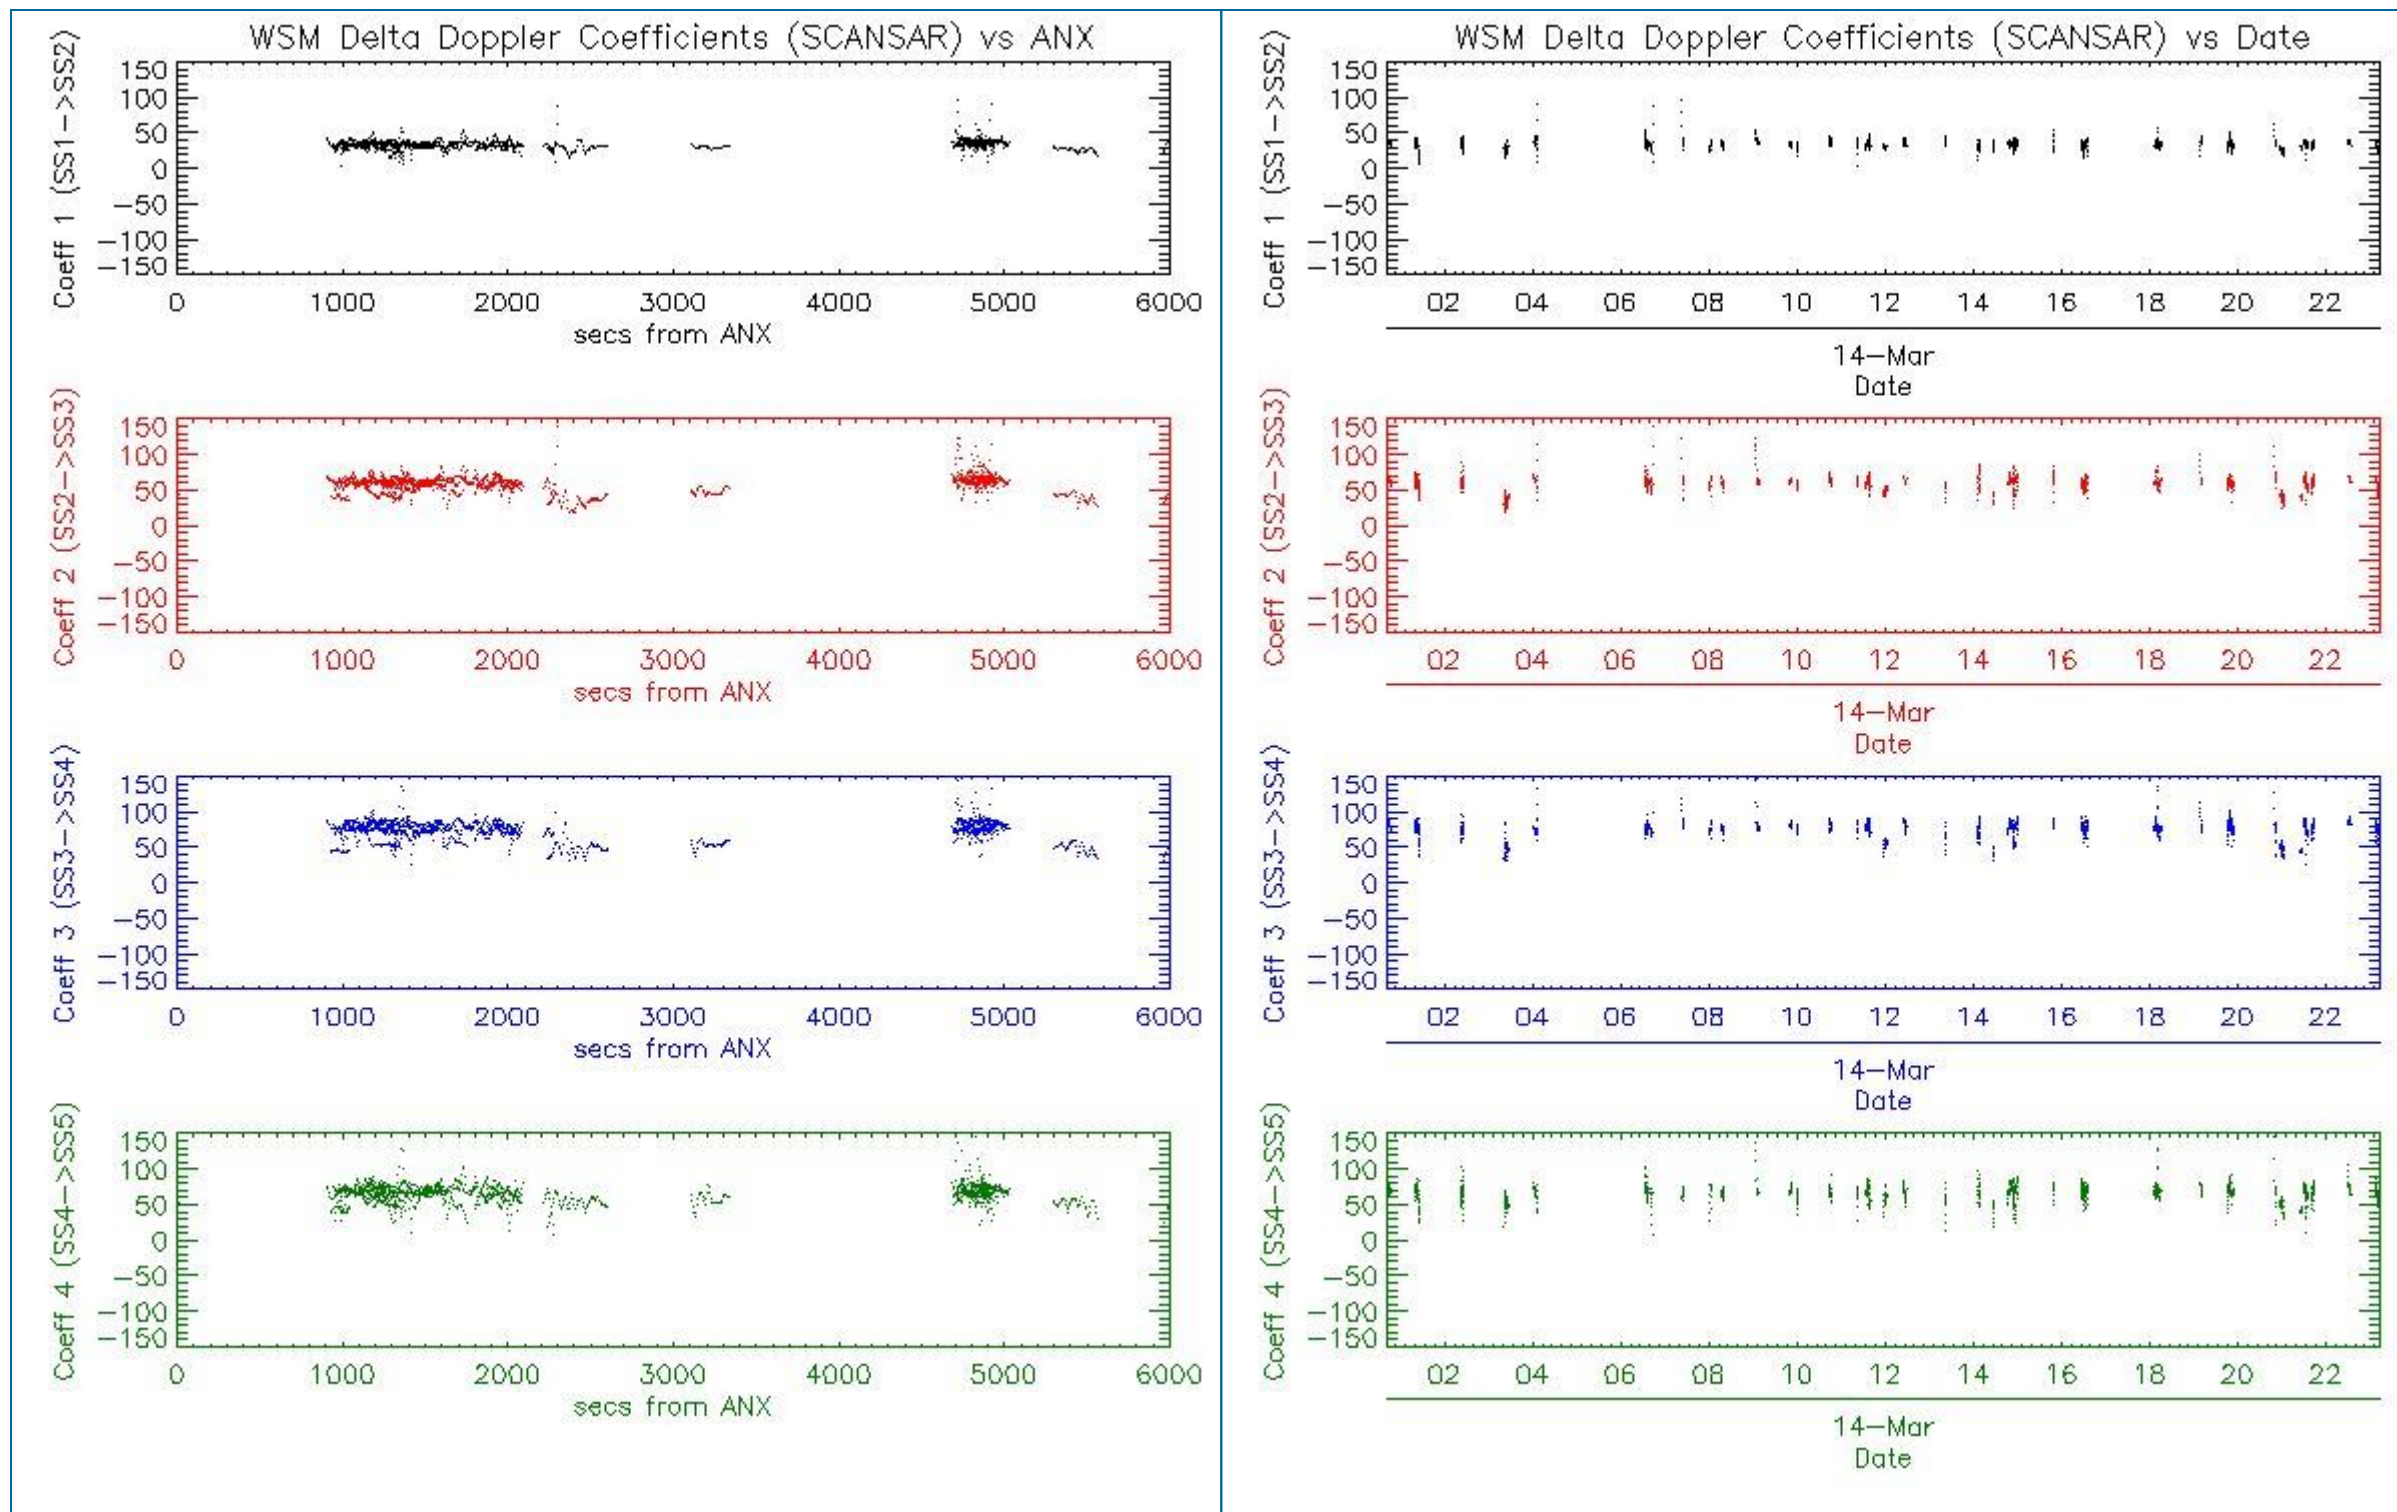 WSM Delta Doppler Coefficients (SCANSAR) vs ANX
Coeff 1 (SS1->SS2)
150
100
50
0
-50
-100
-150
0 1000 2000 3000 4000 5000 6000
secs from ANX
Coeff 2 (SS2->SS3)
150
100
50
0
-50
-100
-150
0 1000 2000 3000 4000 5000 6000
secs from ANX
Coeff 3 (SS3->SS4)
150
100
50
0
-50
-100
-150
0 1000 2000 3000 4000 5000 6000
secs from ANX
Coeff 4 (SS4->SS5)
150
100
50
0
-50
-100
-150
0 1000 2000 3000 4000 5000 6000
secs from ANX
WSM Delta Doppler Coefficients (SCANSAR) vs Date
Coeff 1 (SS1->SS2)
150
100
50
0
-50
-100
-150
02 04 06 08 10 12 14 16 18 20 22
14-Mar
Date
Coeff 2 (SS2->SS3)
150
100
50
0
-50
-100
-150
02 04 06 08 10 12 14 16 18 20 22
14-Mar
Date
Coeff 3 (SS3->SS4)
150
100
50
0
-50
-100
-150
02 04 06 08 10 12 14 16 18 20 22
14-Mar
Date
Coeff 4 (SS4->SS5)
150
100
50
0
-50
-100
-150
02 04 06 08 10 12 14 16 18 20 22
14-Mar
Date